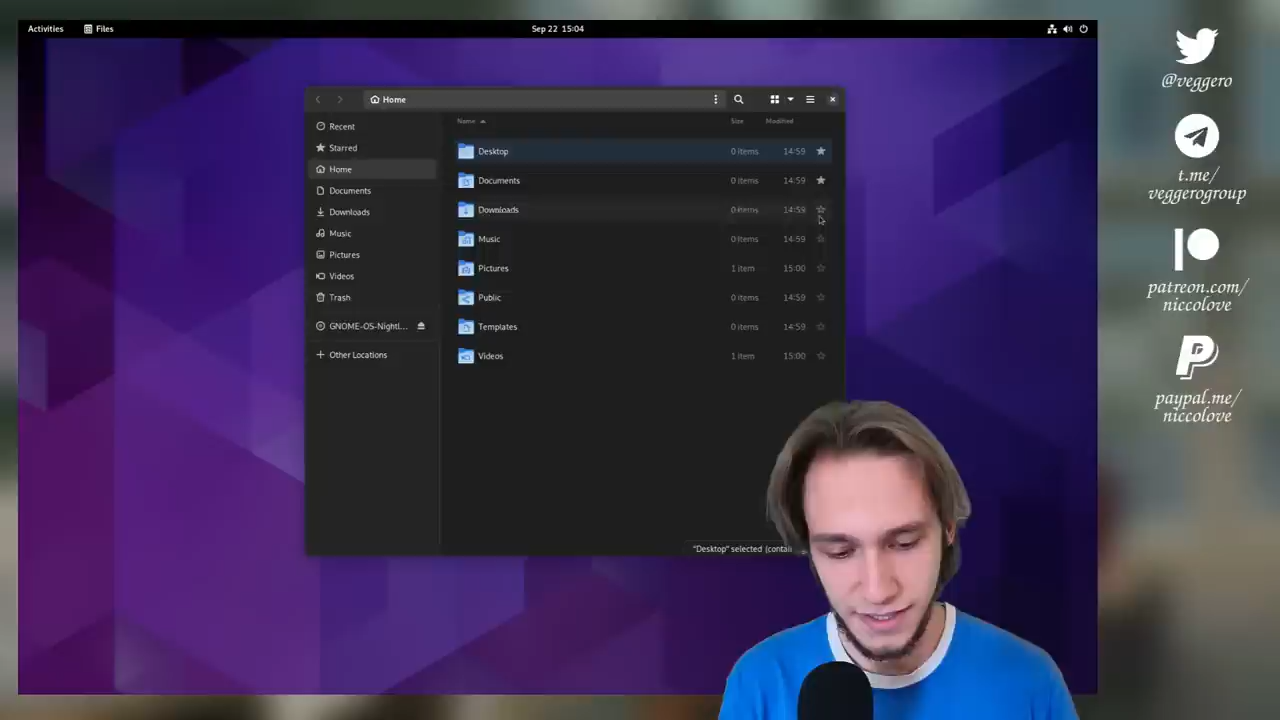 Activities
Files
Sep 22 15:04
Home
Name
Size
Modified
Recent
Starred
Home
Documents
Downloads
Music
Pictures
Videos
Trash
GNOME-OS-Nightl...
Other Locations
Desktop 0 items 14:59
Documents 0 items 14:59
Downloads 0 items 14:59
Music 0 items 14:59
Pictures 1 item 15:00
Public 0 items 14:59
Templates 0 items 14:59
Videos 1 item 15:00
"Desktop" selected (contai
@veggero
t.me/
veggerogroup
patreon.com/
niccolove
paypal.me/
niccolove